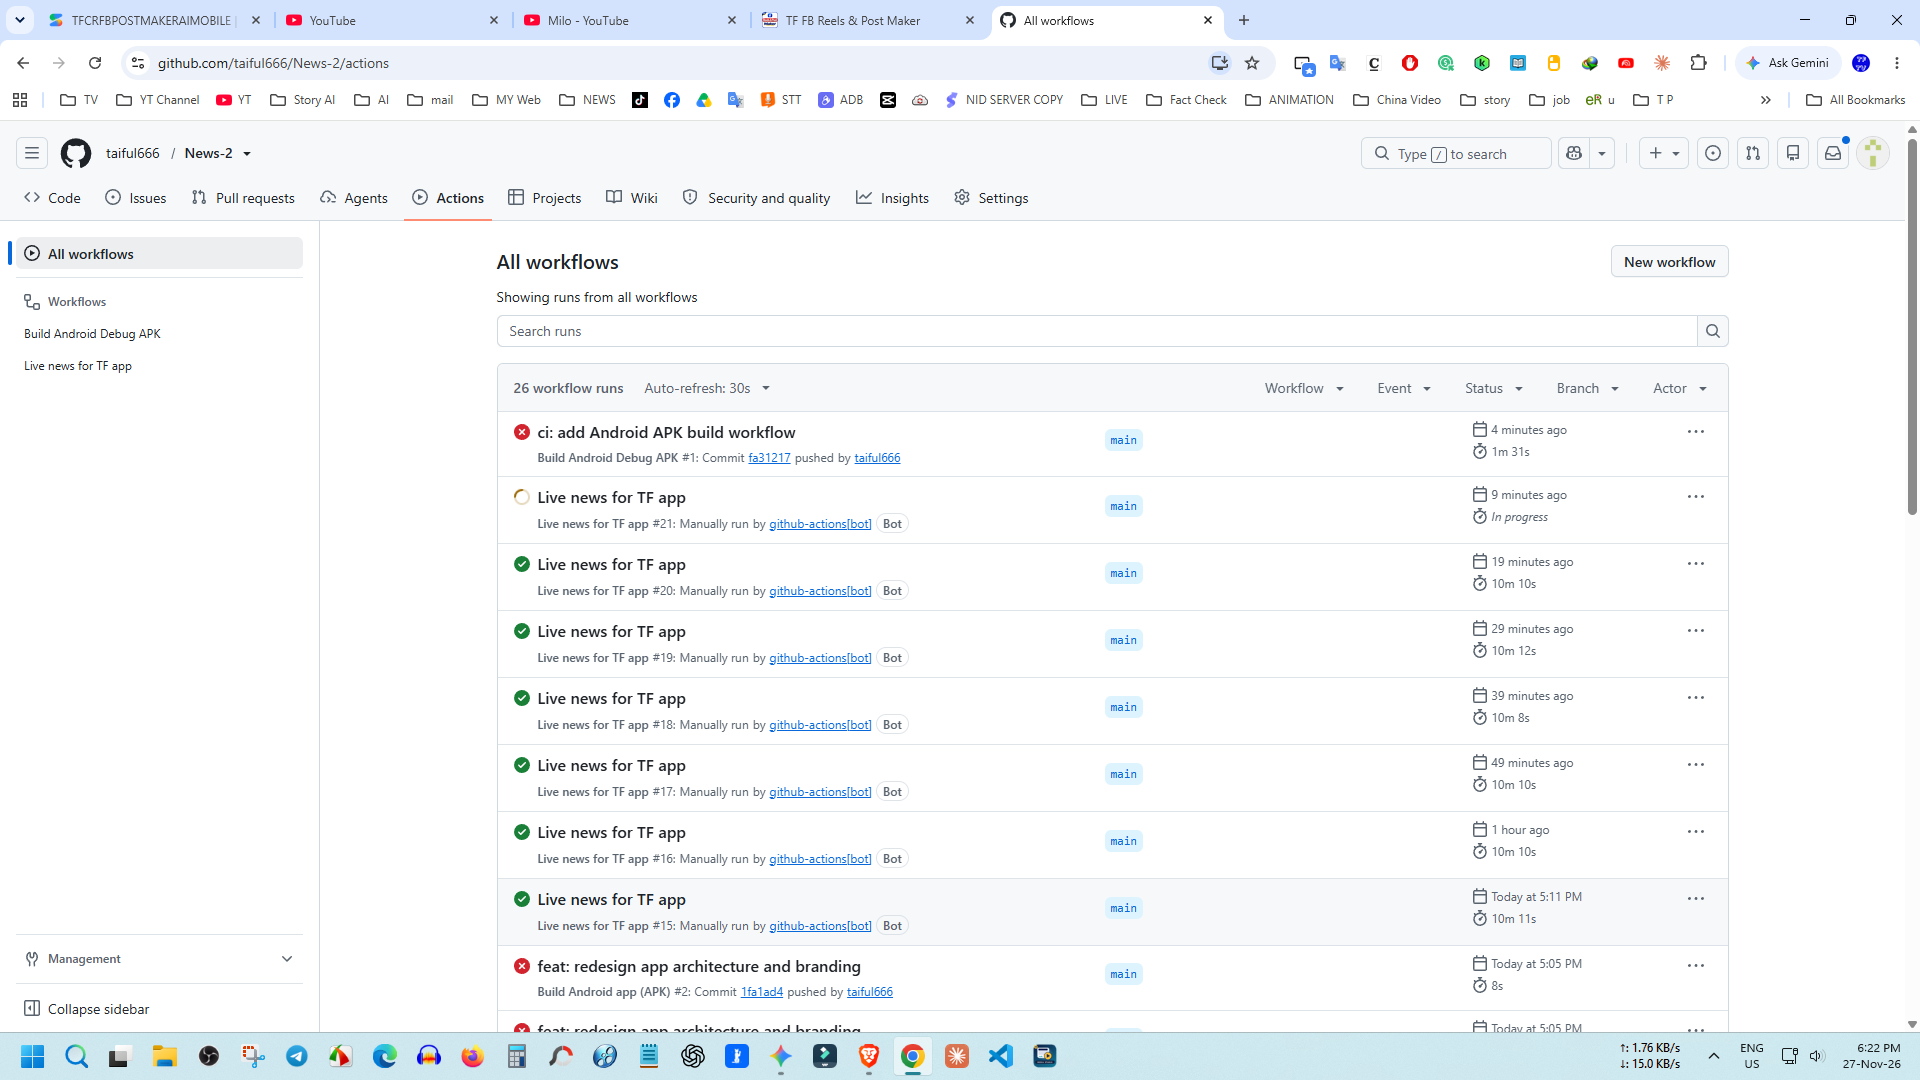 TFCRFBPOSTMAKERAIMOBILE
YouTube
Milo - YouTube
TF FB Reels & Post Maker
All workflows
github.com/taiful666/News-2/actions
Ask Gemini
TV
YT Channel
YT
Story AI
AI
mail
MY Web
NEWS
STT
ADB
NID SERVER COPY
LIVE
Fact Check
ANIMATION
China Video
story
job
eR u
T P
All Bookmarks
taiful666 / News-2
Type / to search
Code
Issues
Pull requests
Agents
Actions
Projects
Wiki
Security and quality
Insights
Settings
All workflows
Workflows
Build Android Debug APK
Live news for TF app
Management
Collapse sidebar
All workflows
New workflow
Showing runs from all workflows
Search runs
26 workflow runs Auto-refresh: 30s Workflow Event Status Branch Actor
ci: add Android APK build workflow
Build Android Debug APK #1: Commit fa31217 pushed by taiful666
main
4 minutes ago
1m 31s
Live news for TF app
Live news for TF app #21: Manually run by github-actions[bot] Bot
main
9 minutes ago
In progress
Live news for TF app
Live news for TF app #20: Manually run by github-actions[bot] Bot
main
19 minutes ago
10m 10s
Live news for TF app
Live news for TF app #19: Manually run by github-actions[bot] Bot
main
29 minutes ago
10m 12s
Live news for TF app
Live news for TF app #18: Manually run by github-actions[bot] Bot
main
39 minutes ago
10m 8s
Live news for TF app
Live news for TF app #17: Manually run by github-actions[bot] Bot
main
49 minutes ago
10m 10s
Live news for TF app
Live news for TF app #16: Manually run by github-actions[bot] Bot
main
1 hour ago
10m 10s
Live news for TF app
Live news for TF app #15: Manually run by github-actions[bot] Bot
main
Today at 5:11 PM
10m 11s
feat: redesign app architecture and branding
Build Android app (APK) #2: Commit 1fa1ad4 pushed by taiful666
main
Today at 5:05 PM
8s
feat: redesign app architecture and branding
Today at 5:05 PM
↑: 1.76 KB/s
↓: 15.0 KB/s
ENG
US
6:22 PM
27-Nov-26